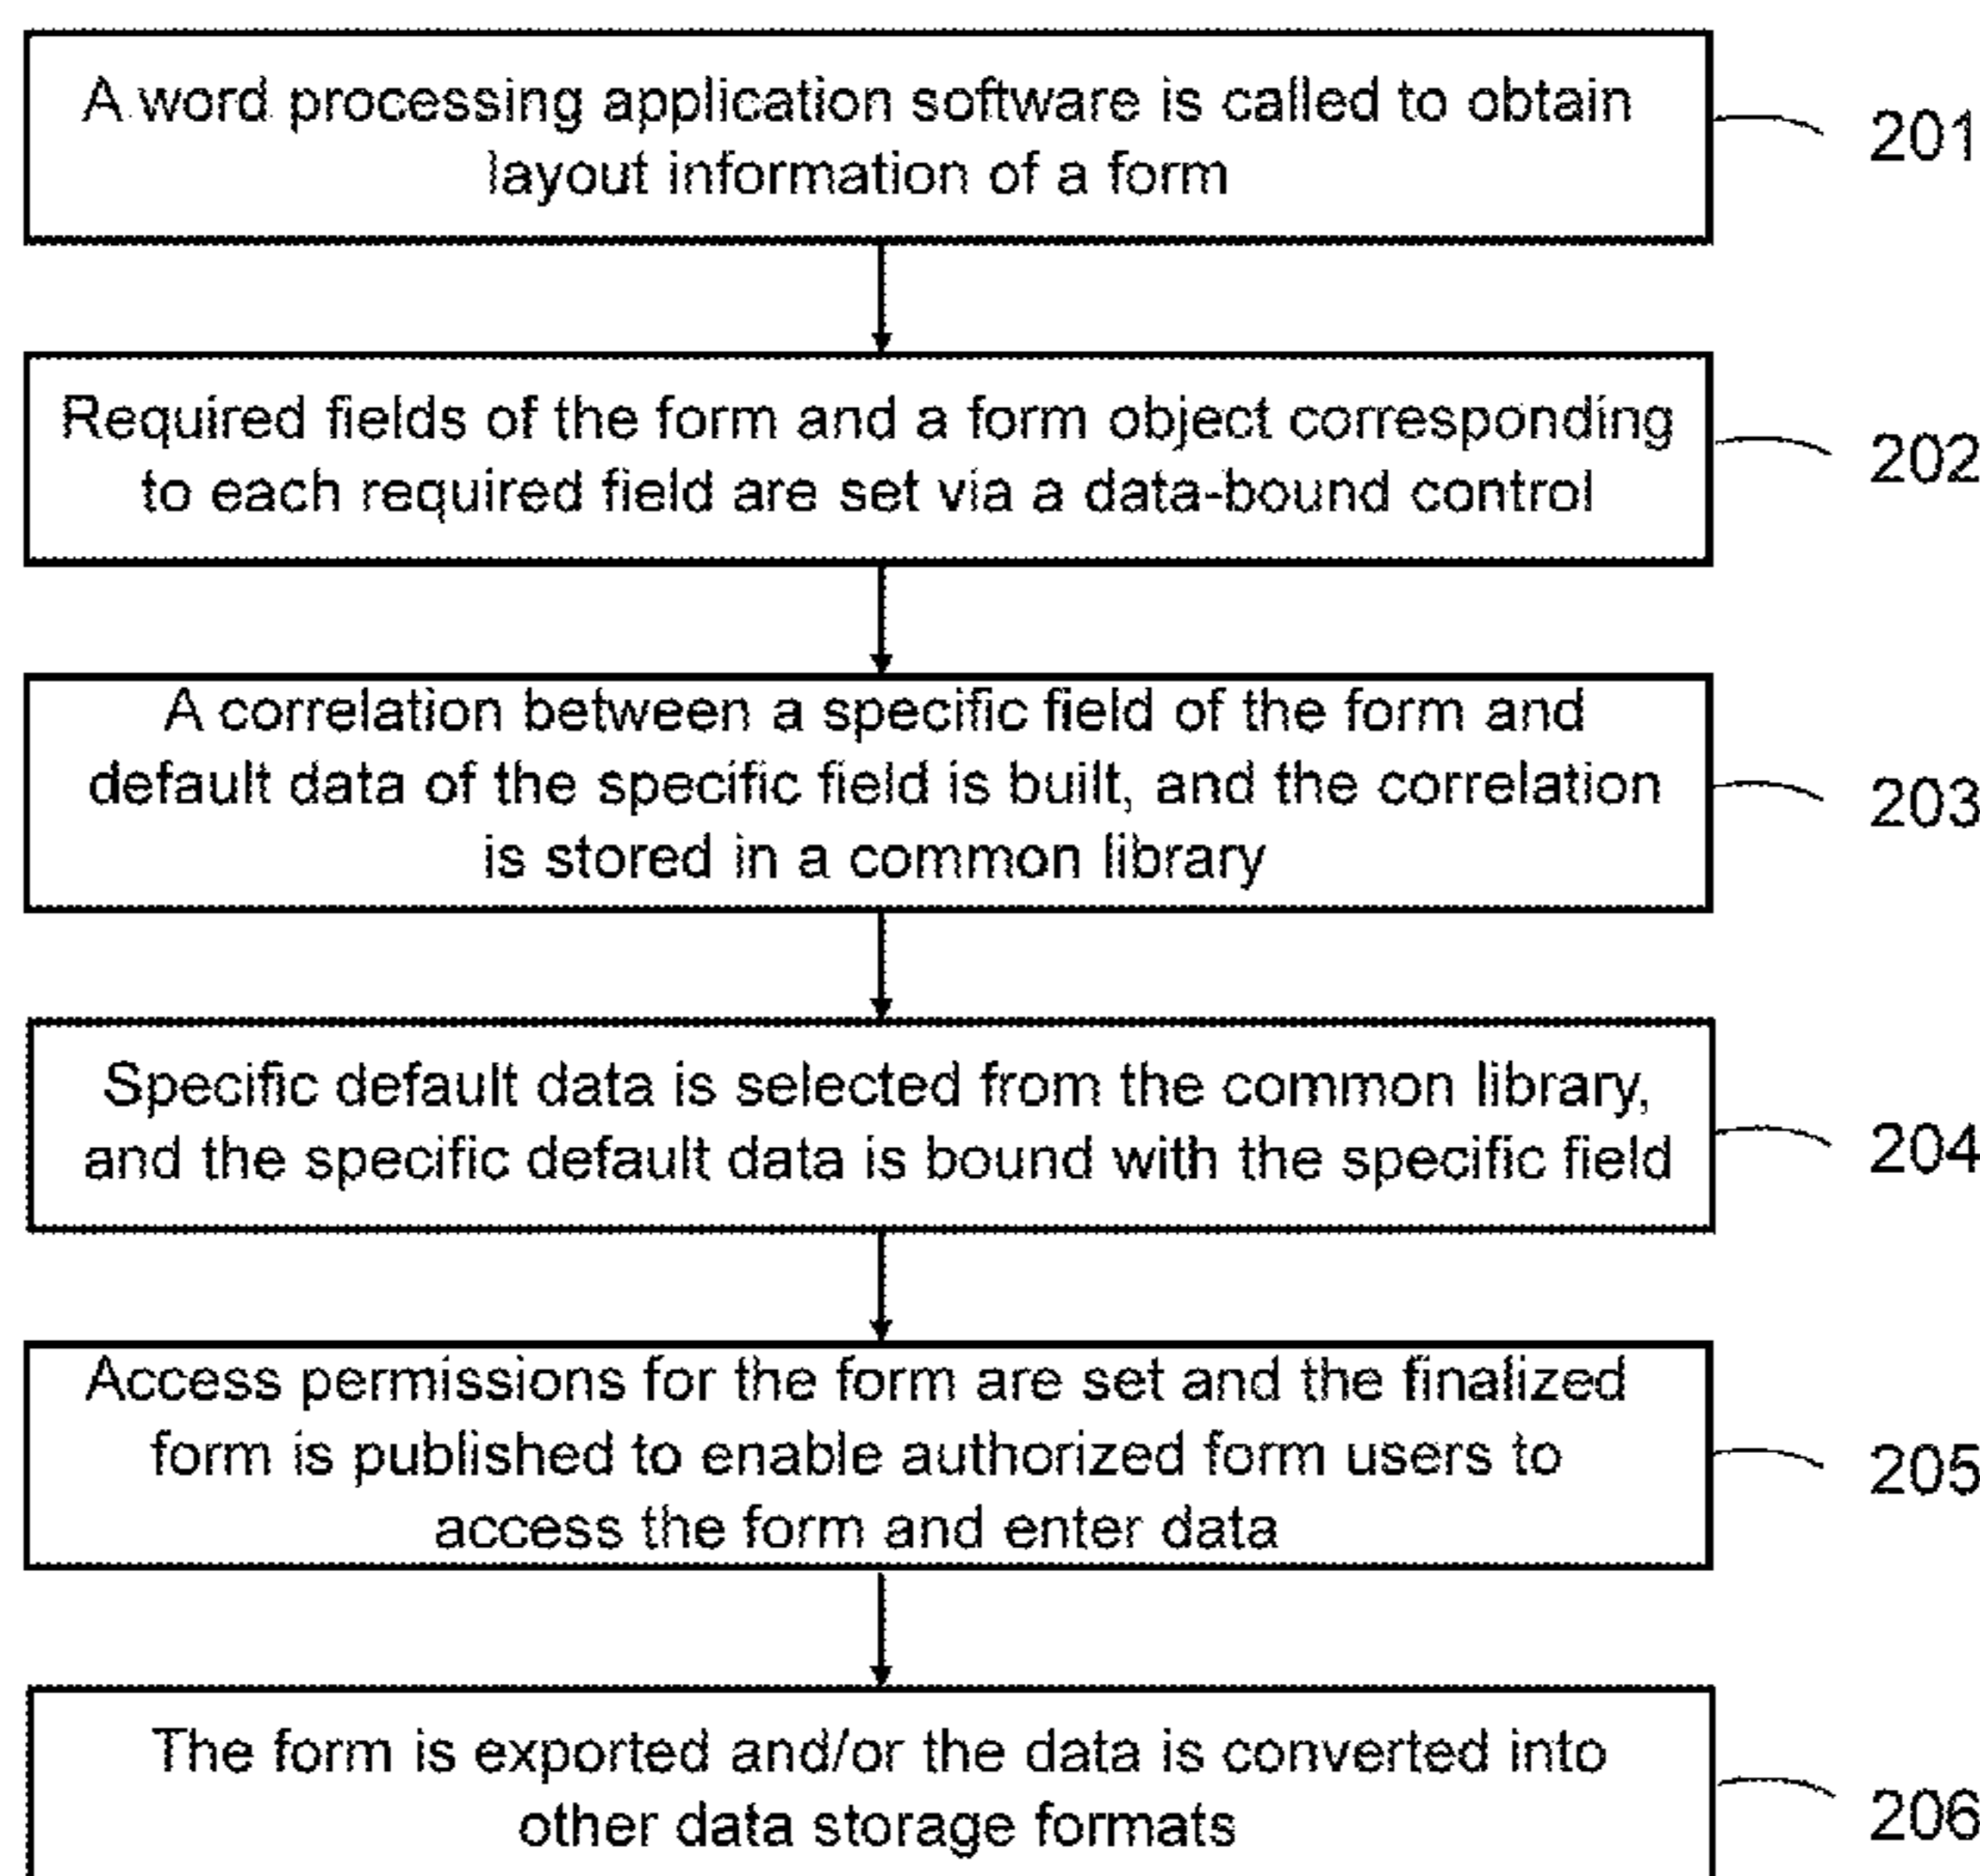 A word processing application software is called to obtain
layout information of a form
201
Required fields of the form and a form object corresponding
to each required field are set via a data-bound control
202
A correlation between a specific field of the form and
default data of the specific field is built, and the correlation
is stored in a common library
203
Specific default data is selected from the common library,
and the specific default data is bound with the specific field
204
Access permissions for the form are set and the finalized
form is published to enable authorized form users to
access the form and enter data
205
The form is exported and/or the data is converted into
other data storage formats
206